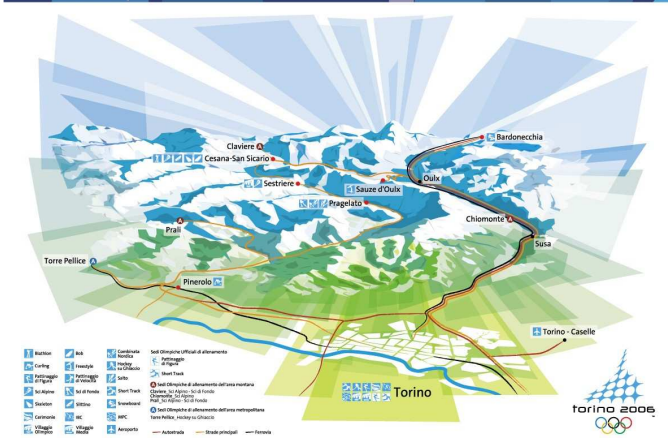 Claviere A
Cesana-San Sicario
Bardonecchia
Sestriere
Sauze d'Oulx
Oulx
Pragelato
Chiomonte A
A
Prali
Susa
Torre Pellice A
Pinerolo
Torino - Caselle
Torino
Biathlon
Bob
Combinata
Nordica
Curling
Freestyle
Hockey
su Ghiaccio
Pattinaggio
di Figura
Pattinaggio
di Velocità
Salto
Sci Alpino
Sci di Fondo
Short Track
Skeleton
Slittino
Snowboard
Cerimonie
MPC
Villaggio
Olimpico
Villaggio
Media
Aeroporto
Sedi Olimpiche Ufficiali di allenamento
Pattinaggio
di Figura
Short Track
A Sedi Olimpiche di allenamento dell'area montana
Claviere_Sci Alpino - Sci di Fondo
Chiomonte_Sci Alpino
Prali_Sci Alpino - Sci di Fondo
A Sedi Olimpiche di allenamento dell'area metropolitana
Torre Pellice_Hockey su Ghiaccio
Autostrada
Strade principali
Ferrovia
torino 2006